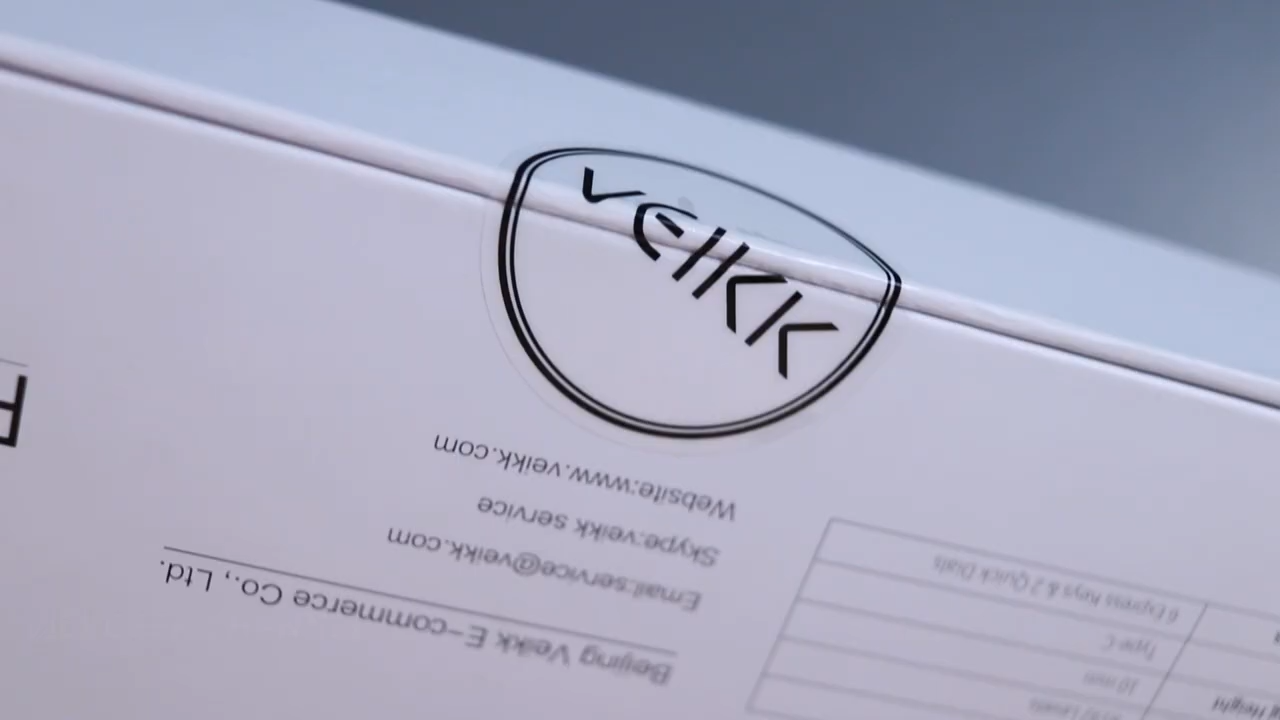 VEIKK
Beijing Veikk E-commerce Co., Ltd.
Email:service@veikk.com
Skype:veikk service
Website:www.veikk.com
10 mm
Type-C
6 Express Keys & 2 Quick Dials